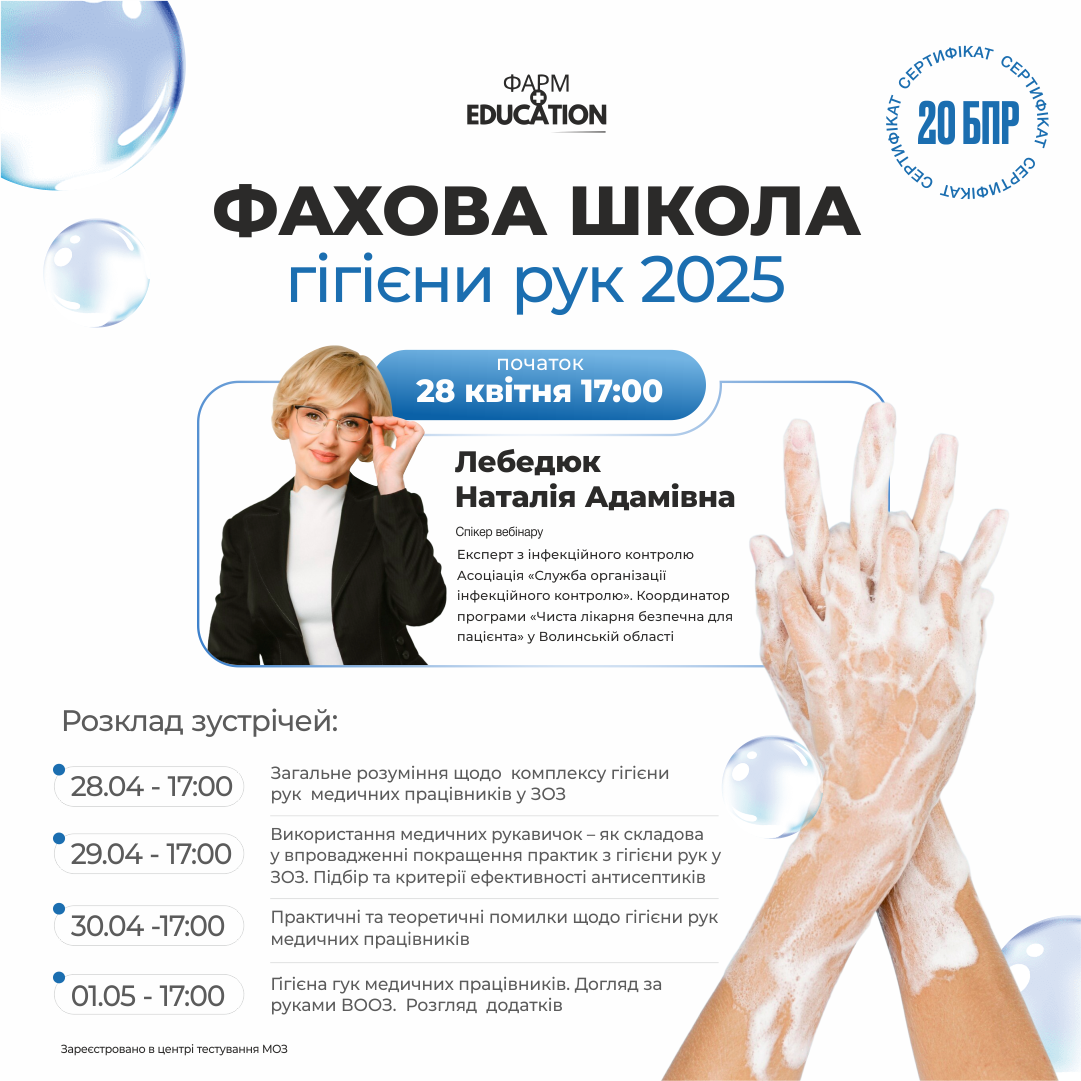 ФАРМ
EDUCATION
СЕРТИФІКАТ СЕРТИФІКАТ СЕРТИФІКАТ СЕРТИФІКАТ
20 БПР
ФАХОВА ШКОЛА
гігієни рук 2025
початок
28 квітня 17:00
Лебедюк
Наталія Адамівна
Спікер вебінару
Експерт з інфекційного контролю
Асоціація «Служба організації
інфекційного контролю». Координатор
програми «Чиста лікарня безпечна для
пацієнта» у Волинській області
Розклад зустрічей:
28.04 - 17:00
Загальне розуміння щодо комплексу гігієни
рук медичних працівників у ЗОЗ
29.04 - 17:00
Використання медичних рукавичок – як складова
у впровадженні покращення практик з гігієни рук у
ЗОЗ. Підбір та критерії ефективності антисептиків
30.04 -17:00
Практичні та теоретичні помилки щодо гігієни рук
медичних працівників
01.05 - 17:00
Гігієна гук медичних працівників. Догляд за
руками ВООЗ. Розгляд додатків
Зареєстровано в центрі тестування МОЗ